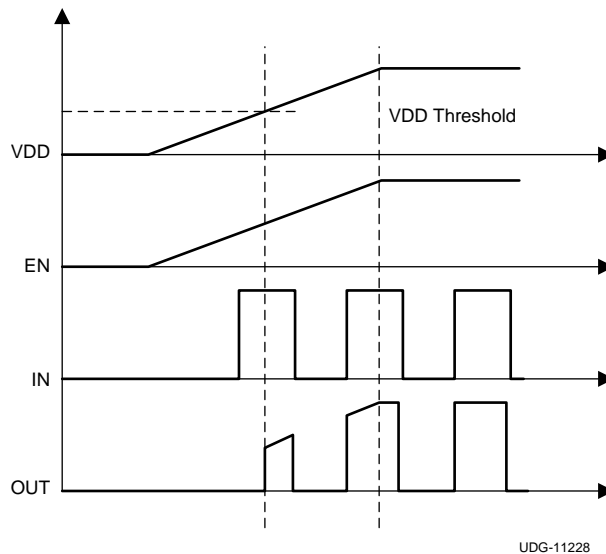 VDD Threshold
VDD
EN
IN
OUT
UDG-11228